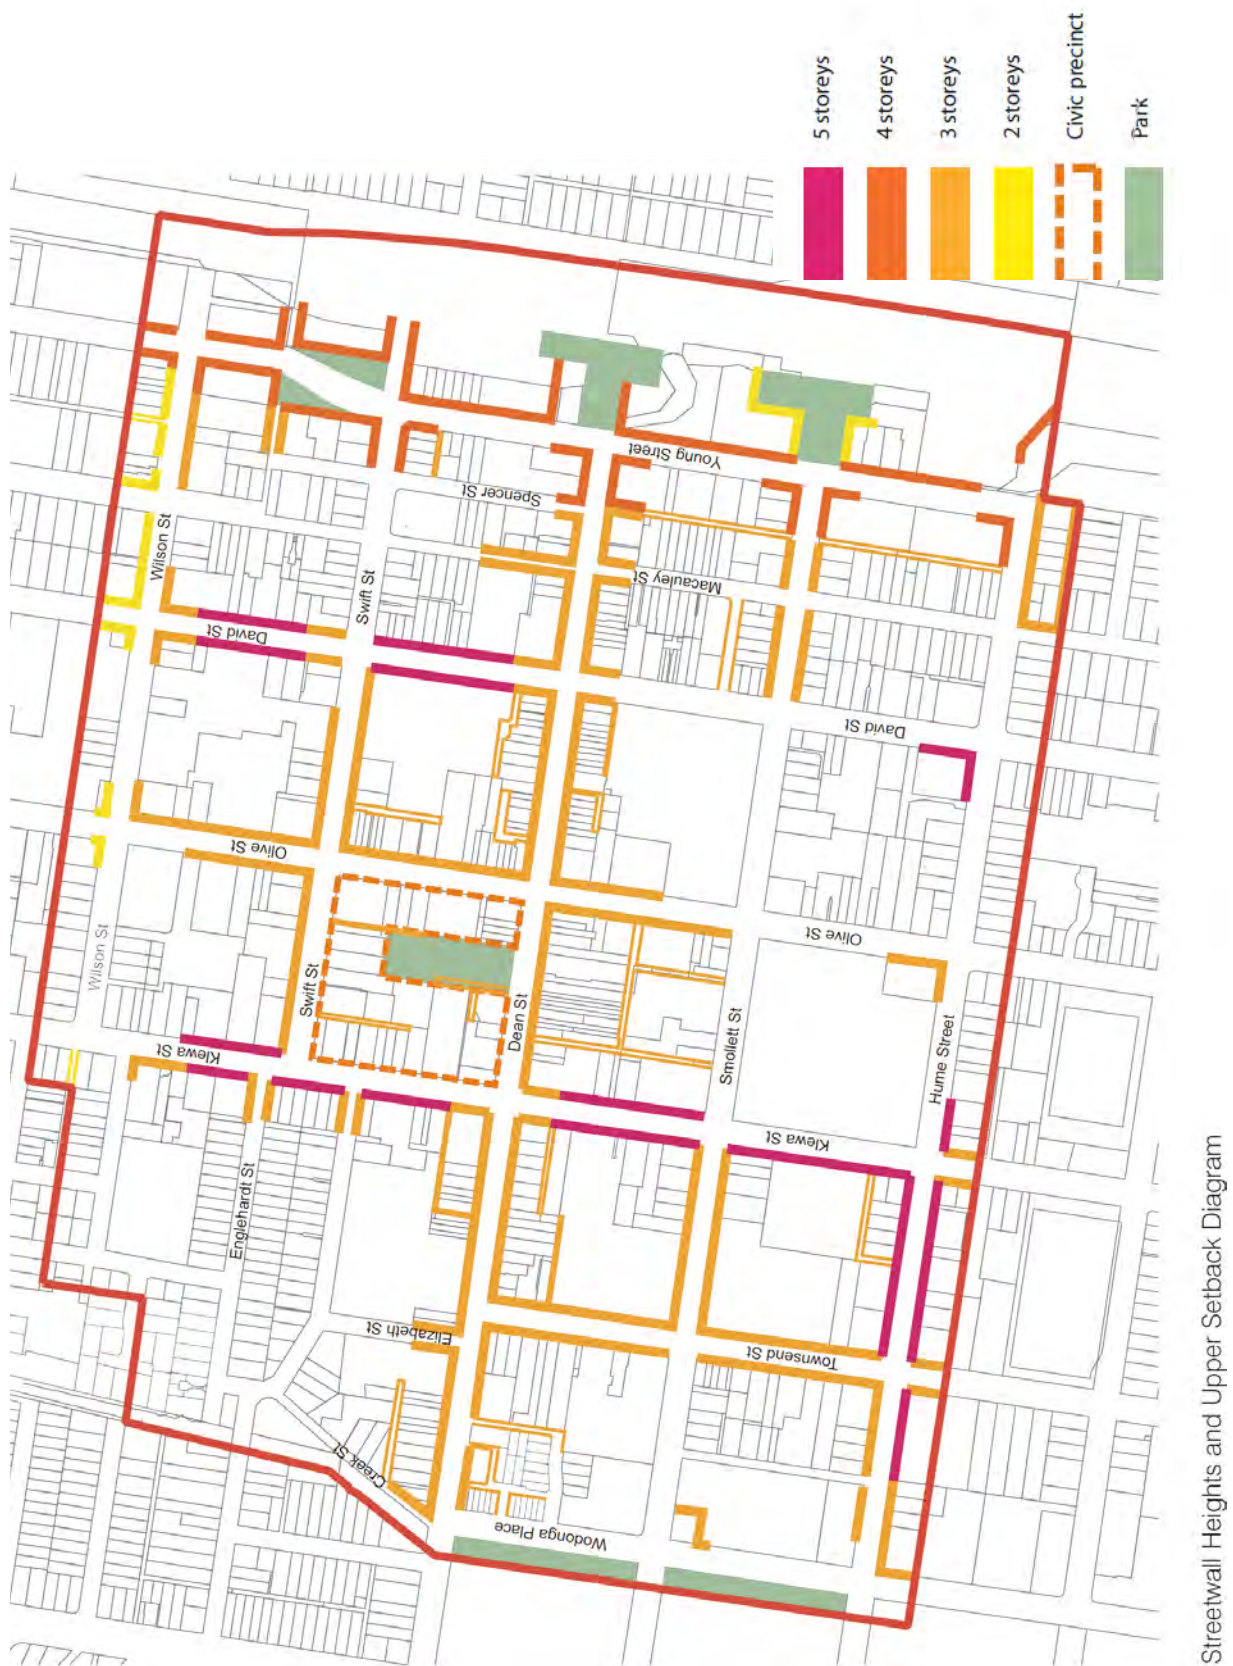 5 storeys
4 storeys
3 storeys
2 storeys
Civic precinct
Park
Wilson St
Swift St
David St
Spencer St
Young Street
Macauley St
Wilson St
Olive St
David St
Swift St
Kiewa St
Dean St
Smollett St
Olive St
Hume Street
Englehardt St
Kiewa St
Elizabeth St
Townsend St
Creek St
Wodonga Place
Streetwall Heights and Upper Setback Diagram